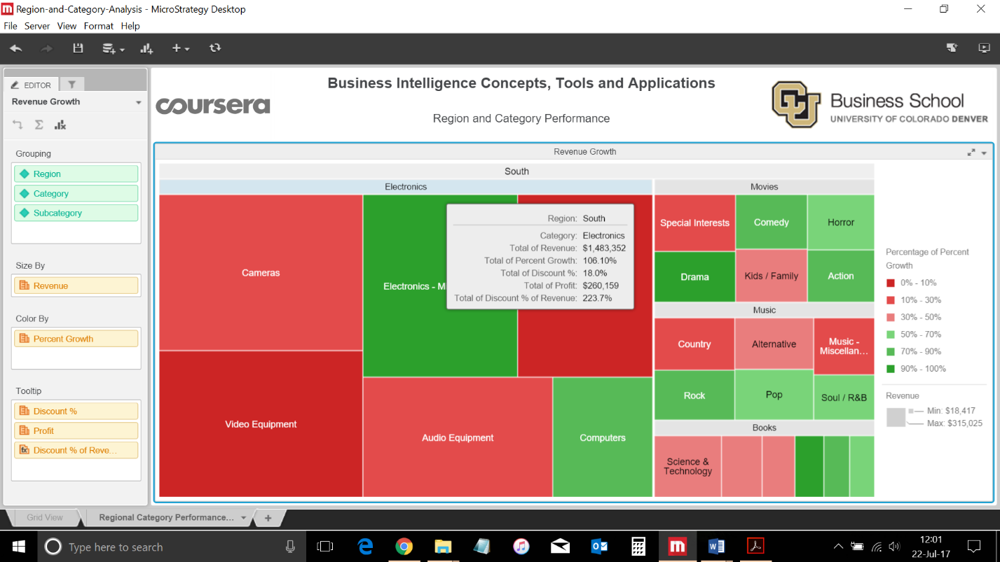 Region-and-Category-Analysis - MicroStrategy Desktop
File Server View Format Help
EDITOR
Revenue Growth
Grouping
Region
Category
Subcategory
Size By
Revenue
Color By
Percent Growth
Tooltip
Discount %
Profit
fx Discount % of Reve...
coursera
Business Intelligence Concepts, Tools and Applications
Region and Category Performance
CU Business School
UNIVERSITY OF COLORADO DENVER
Revenue Growth
South
Electronics
Cameras
Electronics - M
Video Equipment
Audio Equipment
Computers
Region: South
Category: Electronics
Total of Revenue: $1,483,352
Total of Percent Growth: 106.10%
Total of Discount %: 18.0%
Total of Profit: $260,159
Total of Discount % of Revenue: 223.7%
Movies
Special Interests
Comedy
Horror
Drama
Kids / Family
Action
Music
Country
Alternative
Music -
Miscellan...
Rock
Pop
Soul / R&B
Books
Science &
Technology
Percentage of Percent
Growth
0% - 10%
10% - 30%
30% - 50%
50% - 70%
70% - 90%
90% - 100%
Revenue
Min: $18,417
Max: $315,025
Grid View
Regional Category Performance...
Type here to search
12:01
22-Jul-17